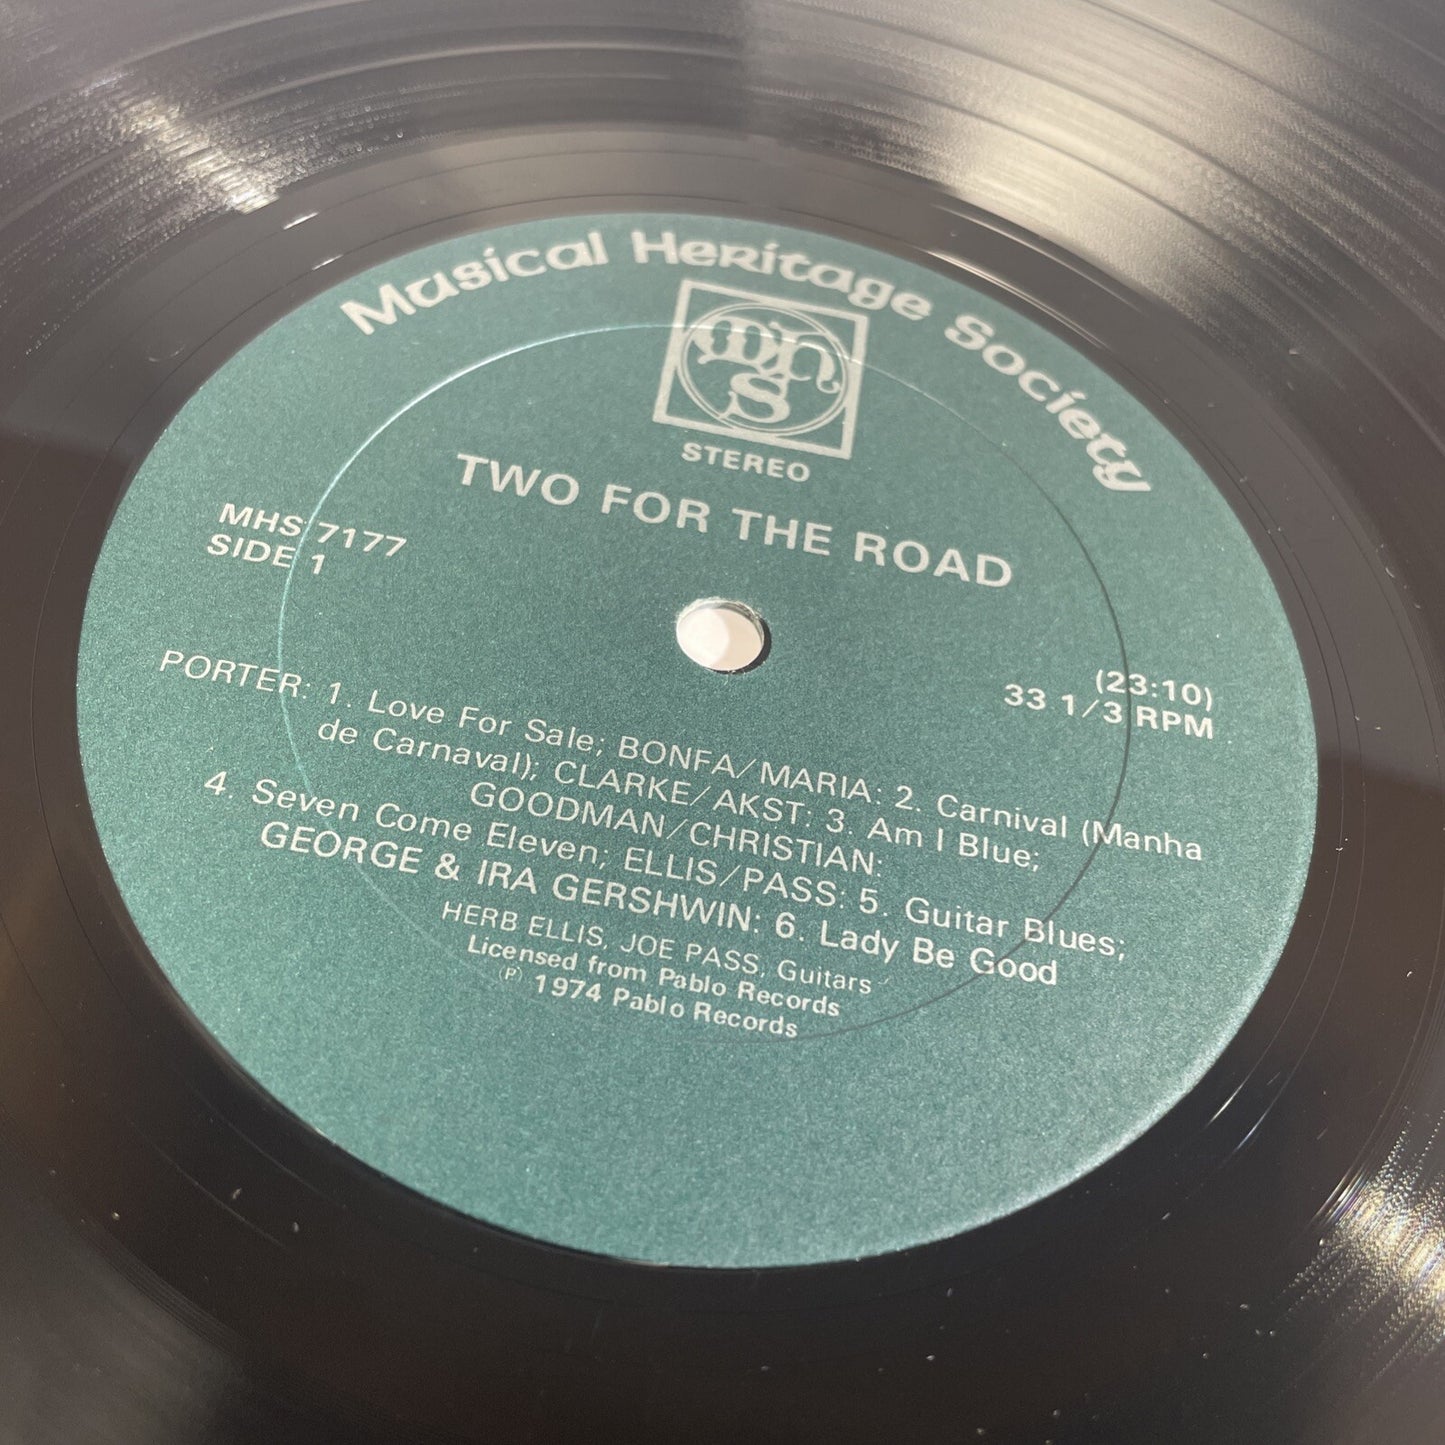 Musical Heritage Society
mhs
STEREO
TWO FOR THE ROAD
MHS 7177
SIDE 1
(23:10)
33 1/3 RPM
PORTER: 1. Love For Sale; BONFA/MARIA: 2. Carnival (Manha
de Carnaval); CLARKE/AKST: 3. Am I Blue;
GOODMAN/CHRISTIAN:
4. Seven Come Eleven; ELLIS/PASS: 5. Guitar Blues;
GEORGE & IRA GERSHWIN: 6. Lady Be Good
HERB ELLIS, JOE PASS, Guitars
Licensed from Pablo Records
℗ 1974 Pablo Records